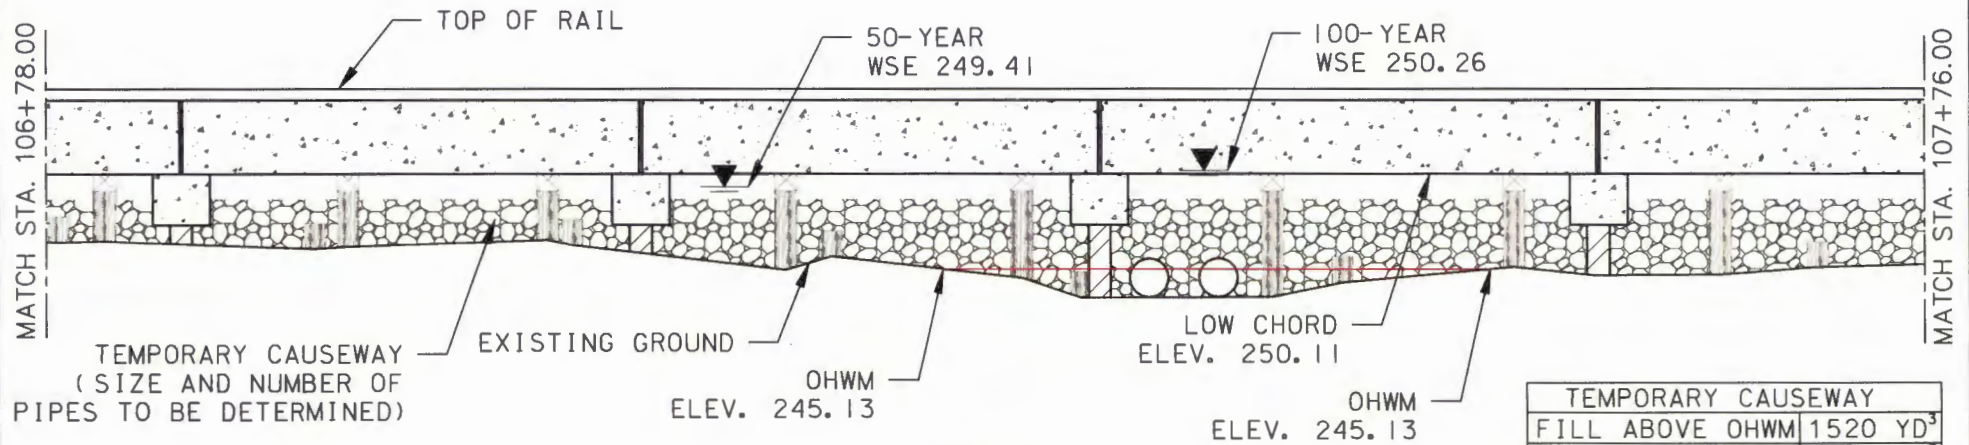 MATCH STA. 106+78.00
TOP OF RAIL
50-YEAR
WSE 249.41
100-YEAR
WSE 250.26
MATCH STA. 107+76.00
TEMPORARY CAUSEWAY
(SIZE AND NUMBER OF
PIPES TO BE DETERMINED)
EXISTING GROUND
OHWM
ELEV. 245.13
LOW CHORD
ELEV. 250.11
OHWM
ELEV. 245.13
TEMPORARY CAUSEWAY
FILL ABOVE OHWM 1520 YD³